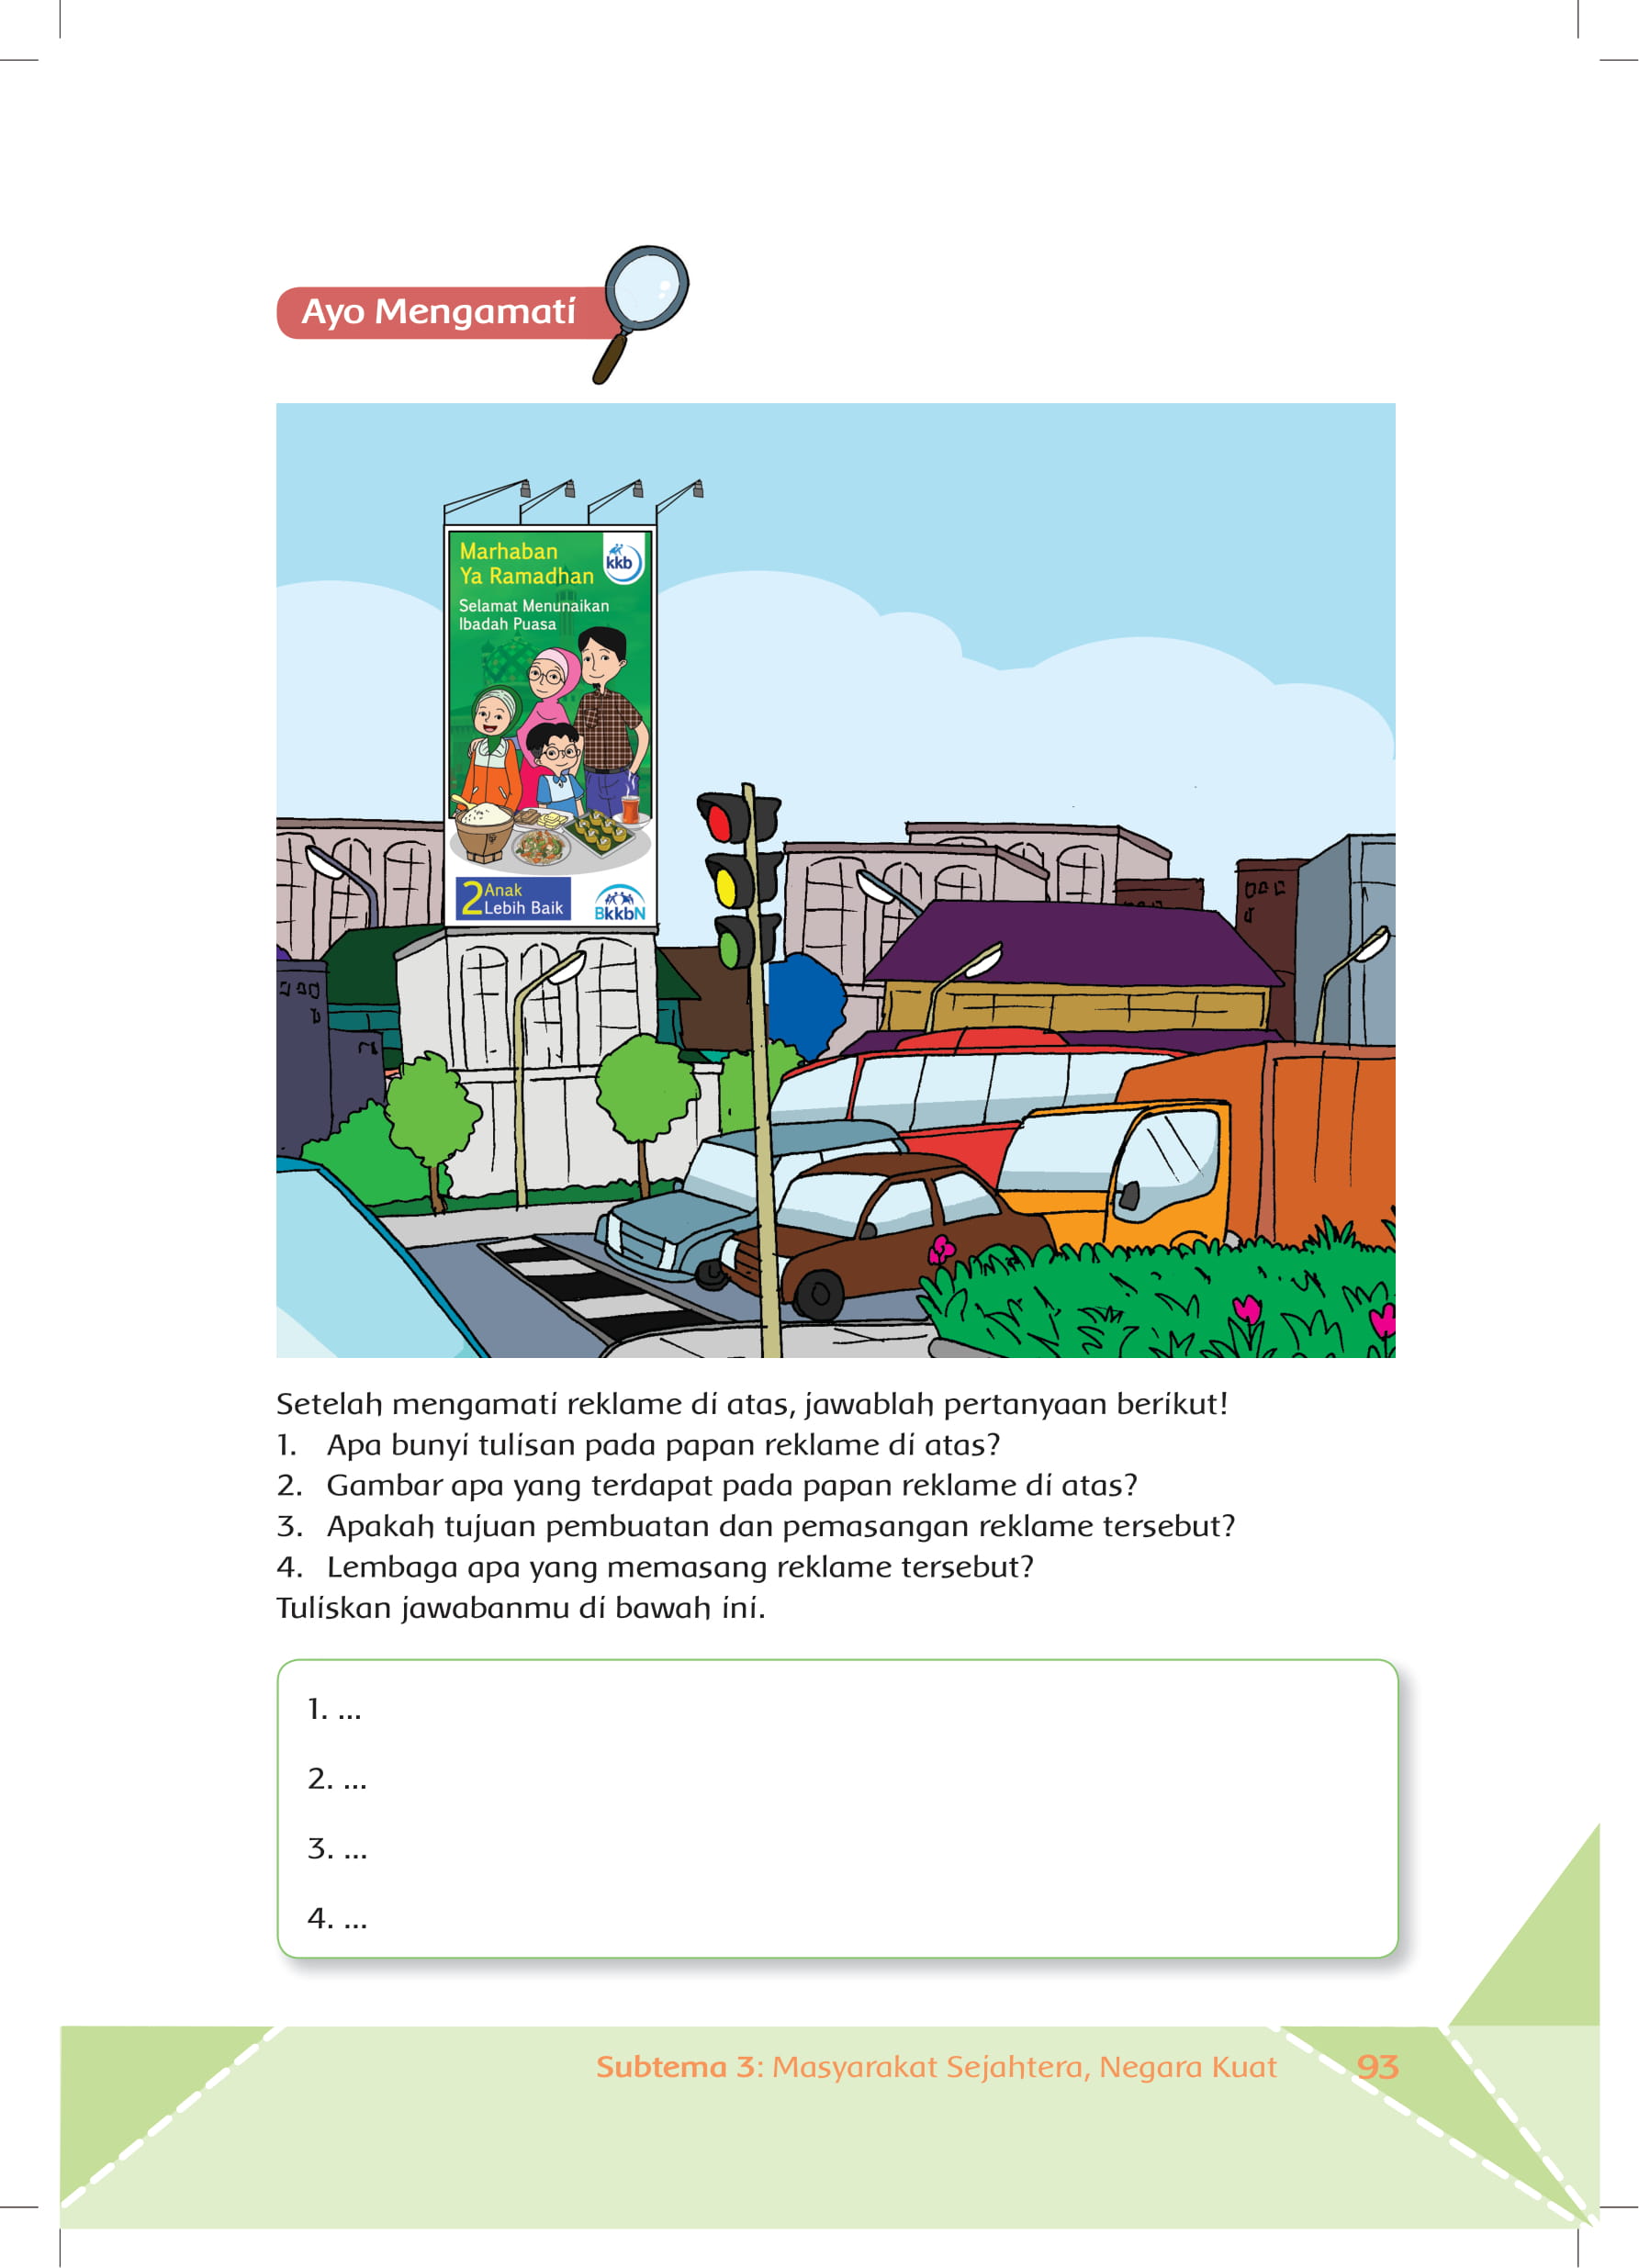 Ayo Mengamati
Marhaban
Ya Ramadhan
kkb
Selamat Menunaikan
Ibadah Puasa
2 Anak
Lebih Baik
BkkbN
Setelah mengamati reklame di atas, jawablah pertanyaan berikut!
1. Apa bunyi tulisan pada papan reklame di atas?
2. Gambar apa yang terdapat pada papan reklame di atas?
3. Apakah tujuan pembuatan dan pemasangan reklame tersebut?
4. Lembaga apa yang memasang reklame tersebut?
Tuliskan jawabanmu di bawah ini.
1. ...
2. ...
3. ...
4. ...
Subtema 3: Masyarakat Sejahtera, Negara Kuat 93